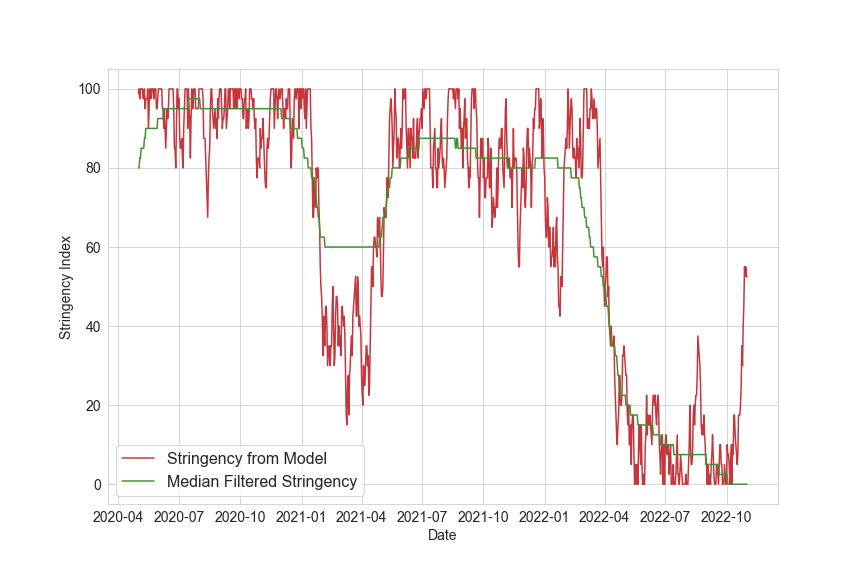 100
80
60
40
20
0
Stringency Index
Stringency from Model
Median Filtered Stringency
2020-04 2020-07 2020-10 2021-01 2021-04 2021-07 2021-10 2022-01 2022-04 2022-07 2022-10
Date